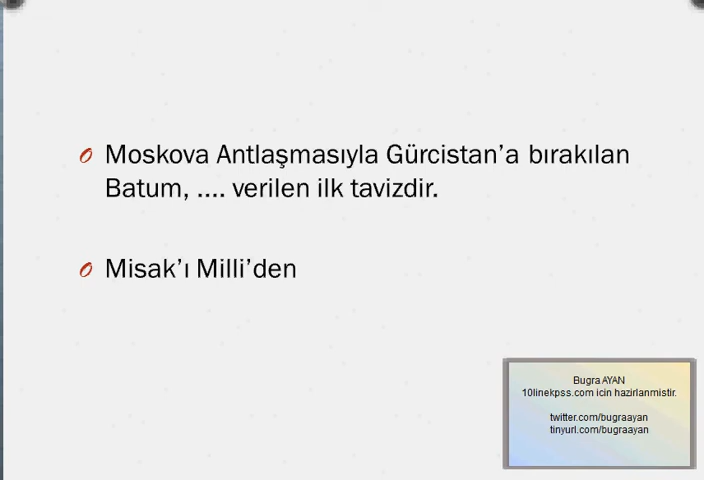 Moskova Antlaşmasıyla Gürcistan’a bırakılan
Batum, .... verilen ilk tavizdir.
Misak’ı Milli’den
Bugra AYAN
10linekpss.com icin hazirlanmistir.
twitter.com/bugraayan
tinyurl.com/bugraayan